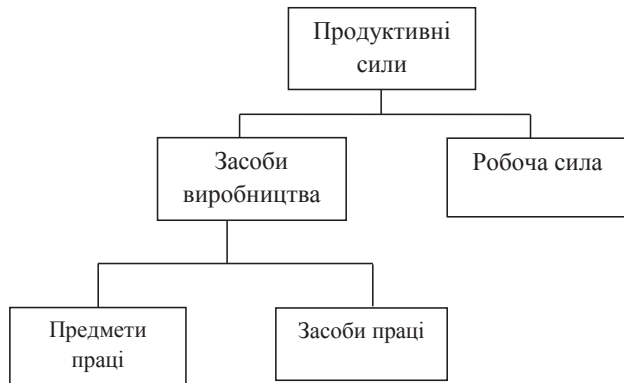 Продуктивні
сили
Засоби
виробництва
Робоча сила
Предмети
праці
Засоби праці